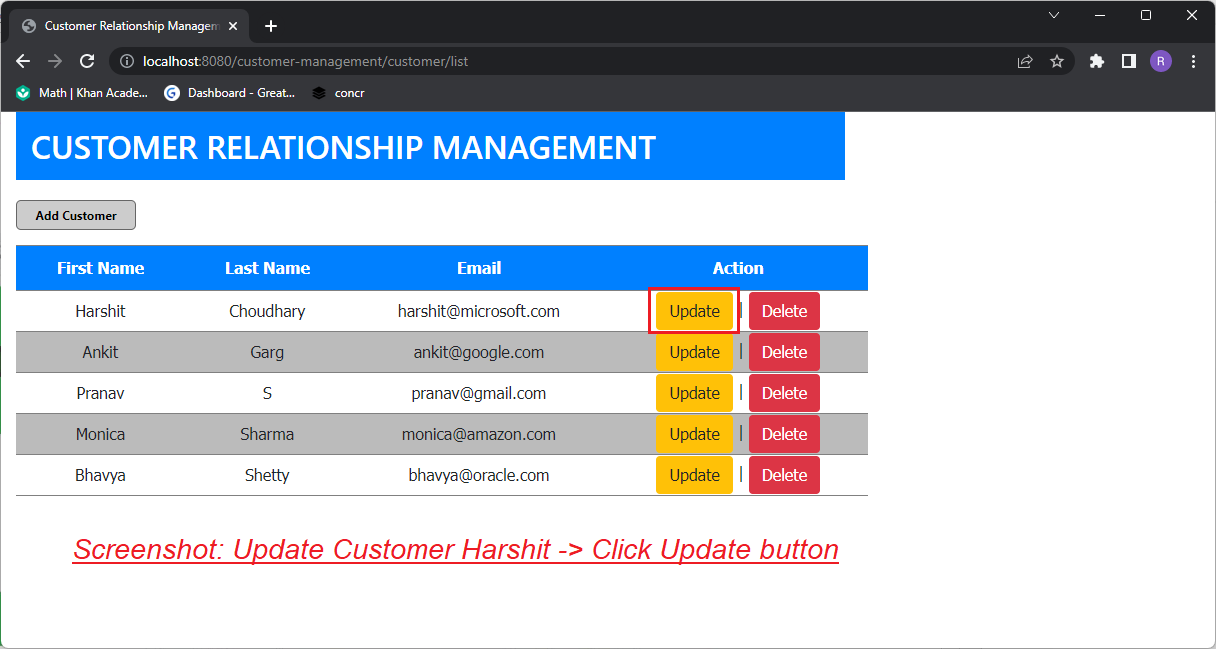 Customer Relationship Managem
localhost:8080/customer-management/customer/list
R
Math | Khan Acade... G Dashboard - Great... concr
CUSTOMER RELATIONSHIP MANAGEMENT
Add Customer
First Name Last Name Email Action
Harshit Choudhary harshit@microsoft.com Update | Delete
Ankit Garg ankit@google.com Update | Delete
Pranav S pranav@gmail.com Update | Delete
Monica Sharma monica@amazon.com Update | Delete
Bhavya Shetty bhavya@oracle.com Update | Delete
Screenshot: Update Customer Harshit -> Click Update button